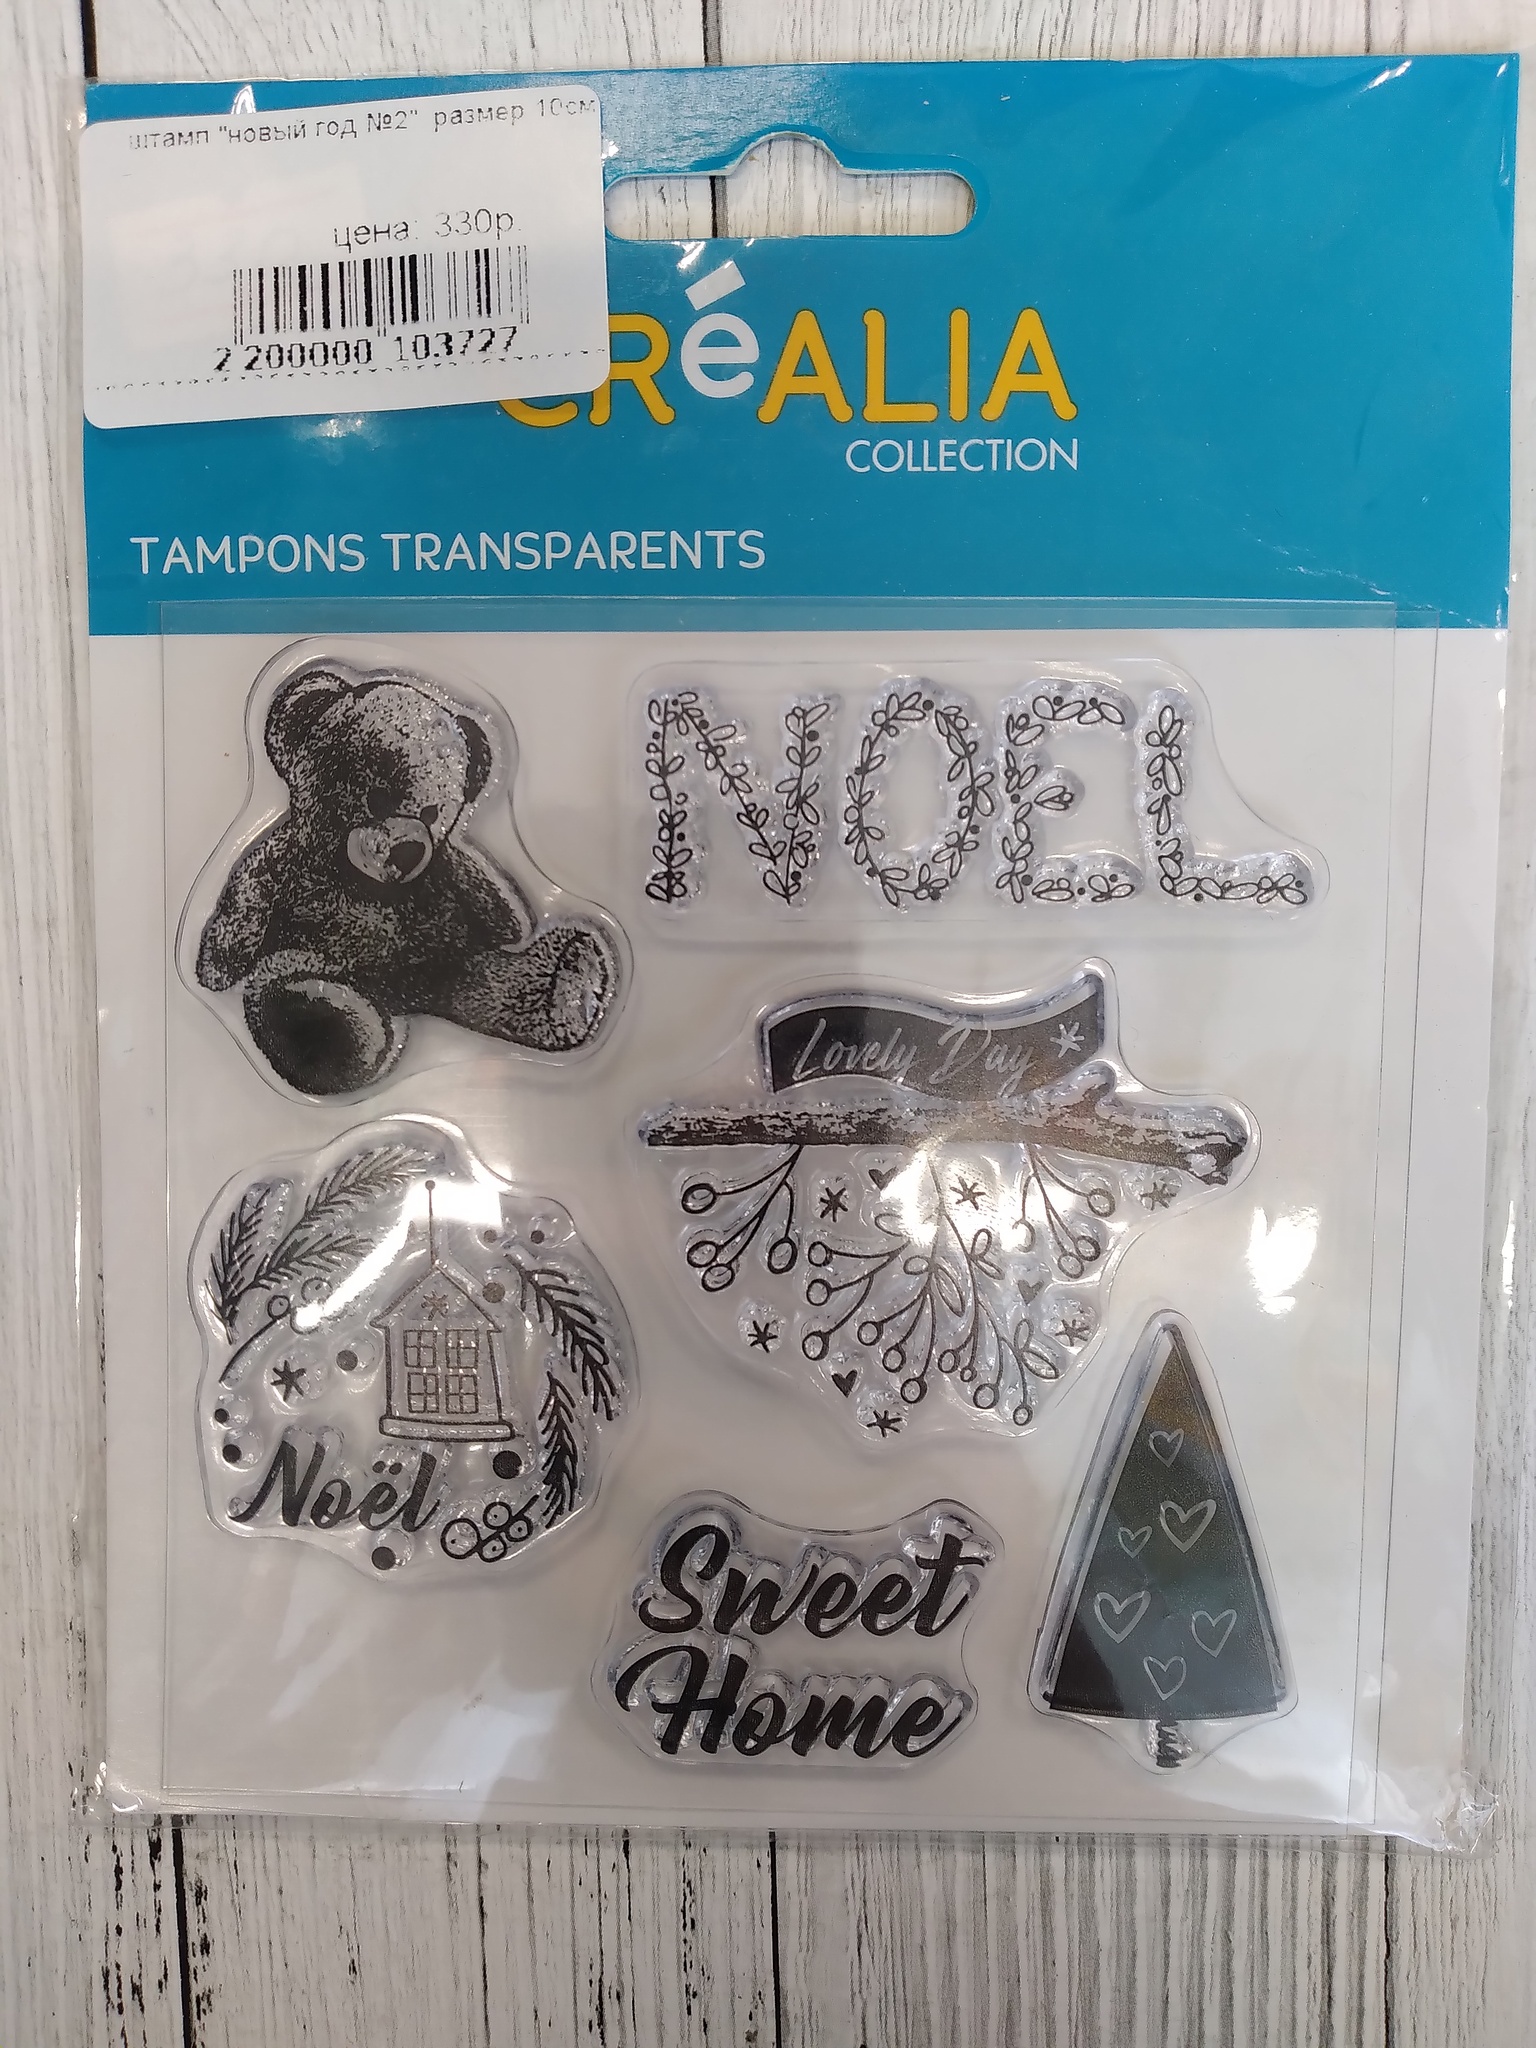 штамп "новый год №2" размер 10см
цена: 330р.
2 200000 103727
CRéALIA
COLLECTION
TAMPONS TRANSPARENTS
NOEL
Lovely Day
Noël
Sweet
Home